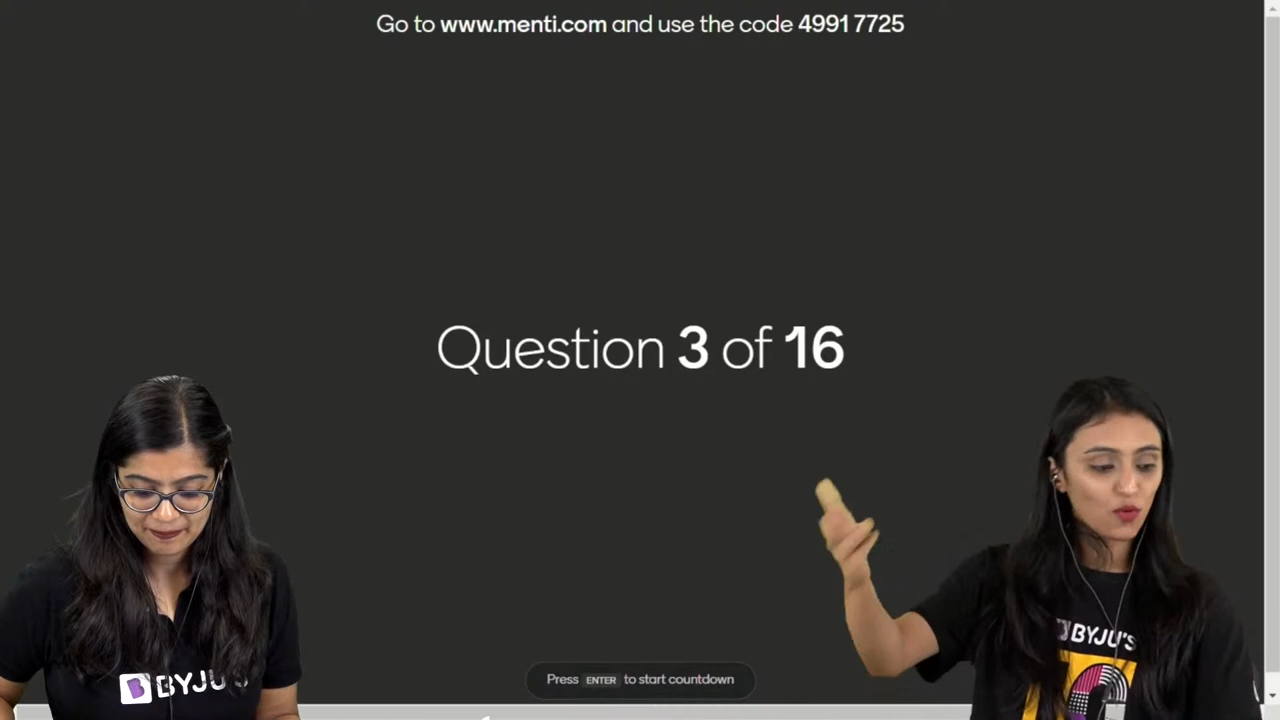 Go to www.menti.com and use the code 4991 7725
Question 3 of 16
BYJU'S
BYJU'S
Press ENTER to start countdown